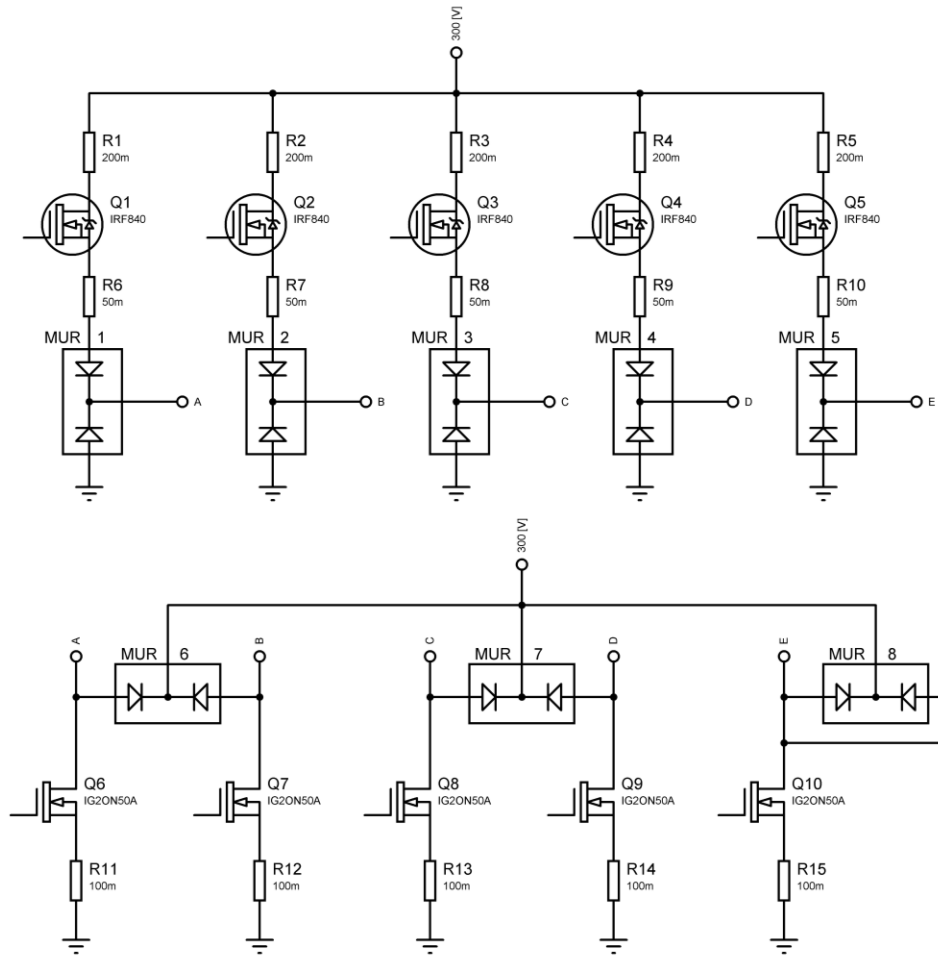 300 [V]
R1
200m
R2
200m
R3
200m
R4
200m
R5
200m
Q1
IRF840
Q2
IRF840
Q3
IRF840
Q4
IRF840
Q5
IRF840
R6
50m
R7
50m
R8
50m
R9
50m
R10
50m
MUR 1
MUR 2
MUR 3
MUR 4
MUR 5
A
B
C
D
E
300 [V]
A
B
C
D
E
MUR 6
MUR 7
MUR 8
Q6
IG2ON50A
Q7
IG2ON50A
Q8
IG2ON50A
Q9
IG2ON50A
Q10
IG2ON50A
R11
100m
R12
100m
R13
100m
R14
100m
R15
100m